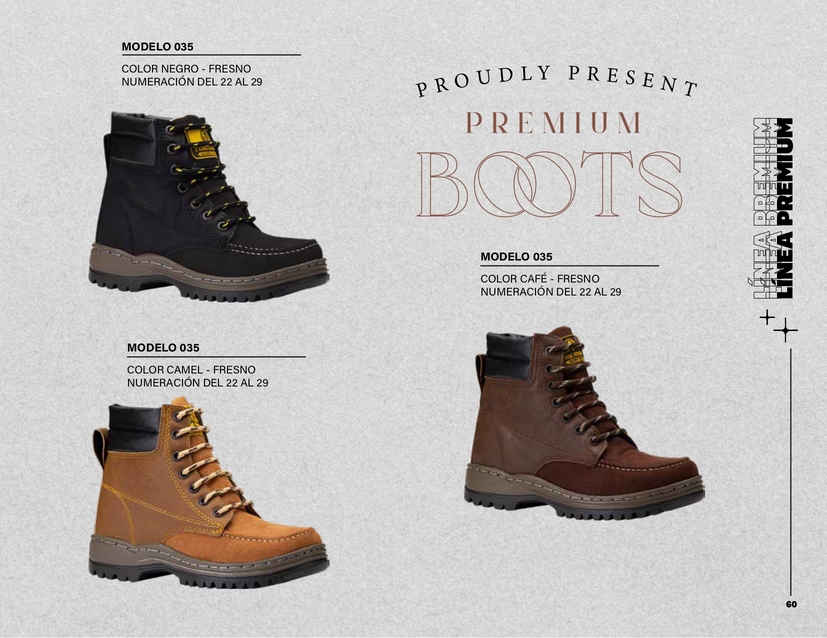 MODELO 035
COLOR NEGRO - FRESNO
NUMERACIÓN DEL 22 AL 29
PROUDLY PRESENT
PREMIUM
BOOTS
MODELO 035
COLOR CAFÉ - FRESNO
NUMERACIÓN DEL 22 AL 29
MODELO 035
COLOR CAMEL - FRESNO
NUMERACIÓN DEL 22 AL 29
LÍNEA PREMIUM
LÍNEA PREMIUM
60